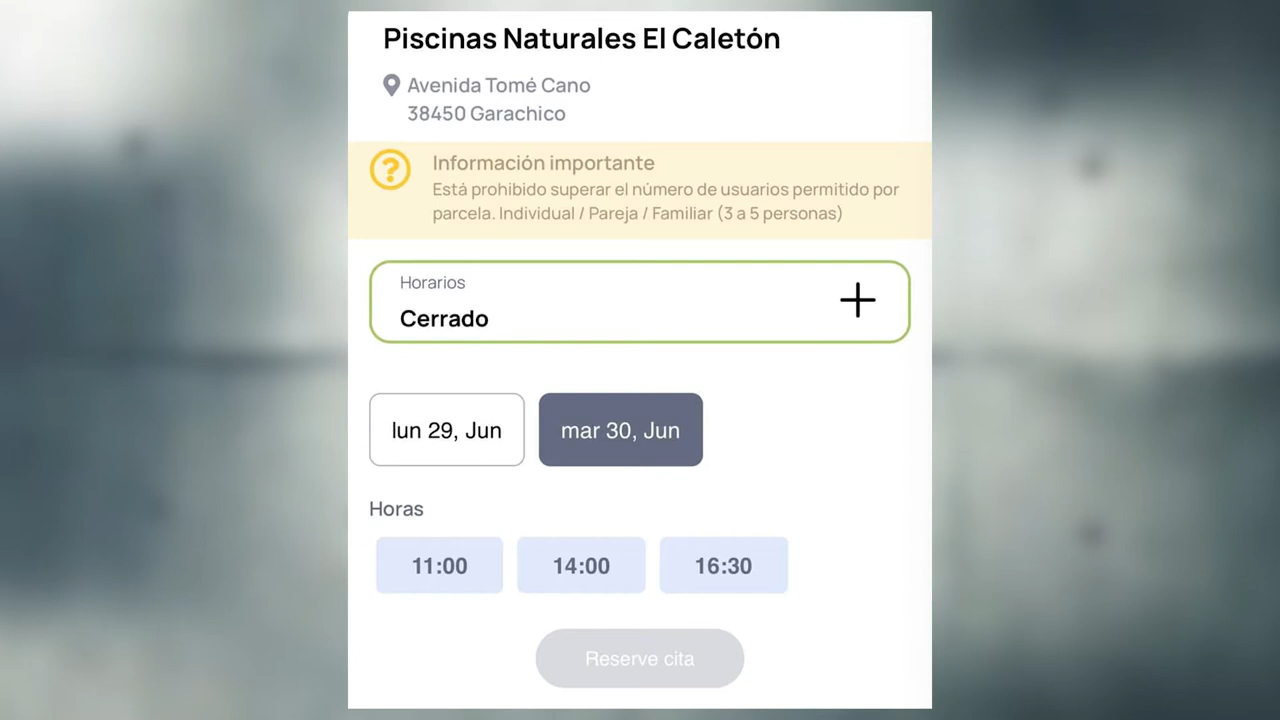 Piscinas Naturales El Caletón
Avenida Tomé Cano
38450 Garachico
Información importante
Está prohibido superar el número de usuarios permitido por
parcela. Individual / Pareja / Familiar (3 a 5 personas)
Horarios
Cerrado
lun 29, Jun
mar 30, Jun
Horas
11:00
14:00
16:30
Reserve cita